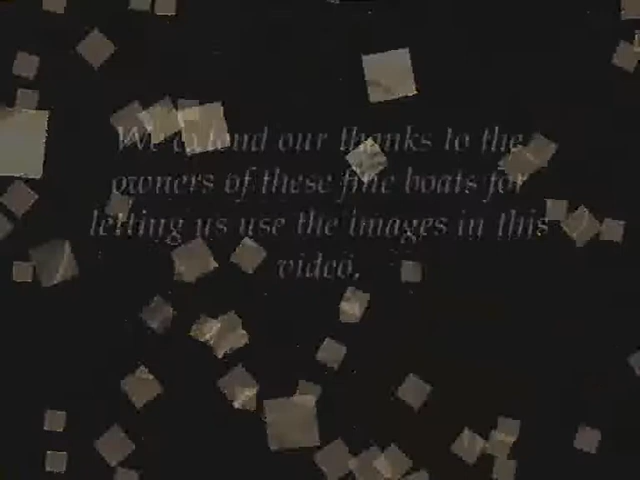 We extend our thanks to the
owners of these fine boats for
letting us use the images in this
video.